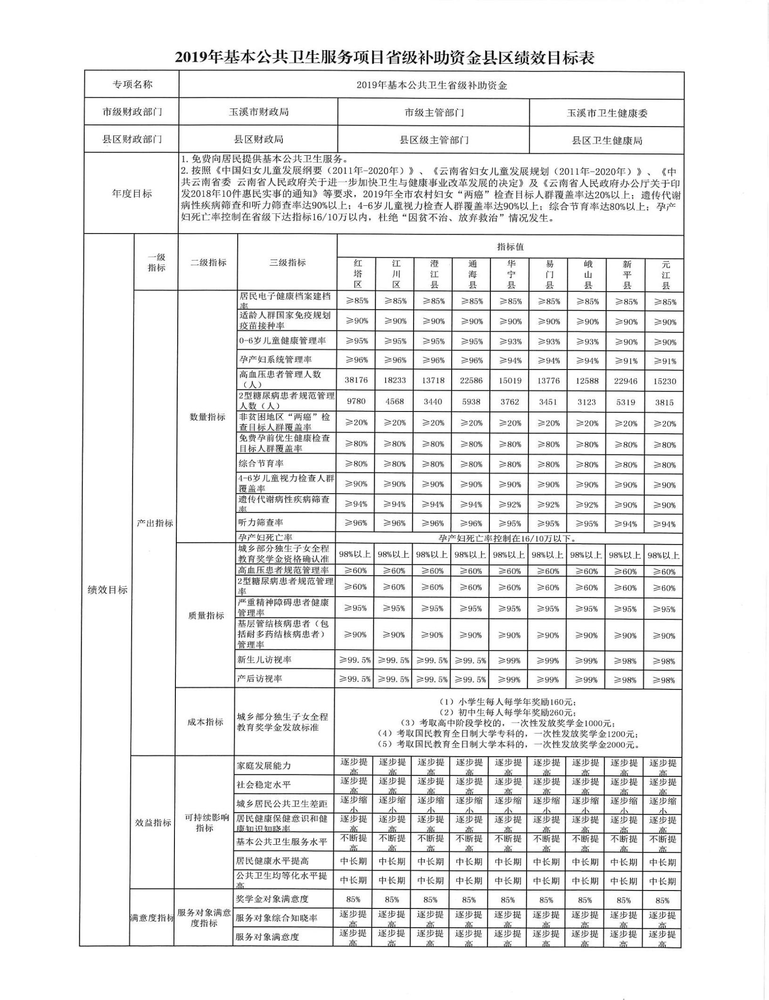 2019年基本公共卫生服务项目省级补助资金县区绩效目标表
专项名称 2019年基本公共卫生省级补助资金
市级财政部门 玉溪市财政局 市级主管部门 玉溪市卫生健康委
县区财政部门 县区财政局 县区级主管部门 县区卫生健康局
年度目标
1.免费向居民提供基本公共卫生服务。
2.按照《中国妇女儿童发展纲要（2011年-2020年）》、《云南省妇女儿童发展规划（2011年-2020年）》、《中
共云南省委 云南省人民政府关于进一步加快卫生与健康事业改革发展的决定》及《云南省人民政府办公厅关于印
发2018年10件惠民实事的通知》等要求，2019年全市农村妇女“两癌”检查目标人群覆盖率达20%以上；遗传代谢
病性疾病筛查和听力筛查率达90%以上；4-6岁儿童视力检查人群覆盖率达90%以上；综合节育率达80%以上；孕产
妇死亡率控制在省级下达指标16/10万以内，杜绝“因贫不治、放弃救治”情况发生。
绩效目标
一级
指标
二级指标 三级指标 指标值
红塔区 江川区 澄江县 通海县 华宁县 易门县 峨山县 新平县 元江县
产出指标
数量指标
居民电子健康档案建档
率
≥85% ≥85% ≥85% ≥85% ≥85% ≥85% ≥85% ≥85% ≥85%
适龄人群国家免疫规划
疫苗接种率
≥90% ≥90% ≥90% ≥90% ≥90% ≥90% ≥90% ≥90% ≥90%
0-6岁儿童健康管理率 ≥95% ≥95% ≥95% ≥95% ≥93% ≥93% ≥93% ≥90% ≥90%
孕产妇系统管理率 ≥96% ≥96% ≥96% ≥96% ≥94% ≥94% ≥94% ≥91% ≥91%
高血压患者管理人数
（人）
38176 18233 13718 22586 15019 13776 12588 22946 15230
2型糖尿病患者规范管理
人数（人）
9780 4568 3440 5938 3762 3451 3123 5319 3815
非贫困地区“两癌”检
查目标人群覆盖率
≥20% ≥20% ≥20% ≥20% ≥20% ≥20% ≥20% ≥20% ≥20%
免费孕前优生健康检查
目标人群覆盖率
≥80% ≥80% ≥80% ≥80% ≥80% ≥80% ≥80% ≥80% ≥80%
综合节育率 ≥80% ≥80% ≥80% ≥80% ≥80% ≥80% ≥80% ≥80% ≥80%
4-6岁儿童视力检查人群
覆盖率
≥90% ≥90% ≥90% ≥90% ≥90% ≥90% ≥90% ≥90% ≥90%
遗传代谢病性疾病筛查
率
≥94% ≥94% ≥94% ≥94% ≥92% ≥92% ≥92% ≥90% ≥90%
听力筛查率 ≥96% ≥96% ≥96% ≥96% ≥95% ≥95% ≥95% ≥94% ≥94%
孕产妇死亡率 孕产妇死亡率控制在16/10万以下。
质量指标
城乡部分独生子女全程
教育奖学金资格确认准
98%以上 98%以上 98%以上 98%以上 98%以上 98%以上 98%以上 98%以上 98%以上
高血压患者规范管理率 ≥60% ≥60% ≥60% ≥60% ≥60% ≥60% ≥60% ≥60% ≥60%
2型糖尿病患者规范管理
率
≥60% ≥60% ≥60% ≥60% ≥60% ≥60% ≥60% ≥60% ≥60%
严重精神障碍患者健康
管理率
≥95% ≥95% ≥95% ≥95% ≥95% ≥95% ≥95% ≥95% ≥95%
基层管结核病患者（包
括耐多药结核病患者）
管理率
≥90% ≥90% ≥90% ≥90% ≥90% ≥90% ≥90% ≥90% ≥90%
新生儿访视率 ≥99.5% ≥99.5% ≥99.5% ≥99.5% ≥99% ≥99% ≥99% ≥98% ≥98%
产后访视率 ≥99.5% ≥99.5% ≥99.5% ≥99.5% ≥99% ≥99% ≥99% ≥98% ≥98%
成本指标
城乡部分独生子女全程
教育奖学金发放标准
（1）小学生每人每学年奖励160元；
（2）初中生每人每学年奖励260元；
（3）考取高中阶段学校的，一次性发放奖学金1000元；
（4）考取国民教育全日制大学专科的，一次性发放奖学金1200元；
（5）考取国民教育全日制大学本科的，一次性发放奖学金2000元。
效益指标
可持续影响
指标
家庭发展能力 逐步提高 逐步提高 逐步提高 逐步提高 逐步提高 逐步提高 逐步提高 逐步提高 逐步提高
社会稳定水平 逐步提高 逐步提高 逐步提高 逐步提高 逐步提高 逐步提高 逐步提高 逐步提高 逐步提高
城乡居民公共卫生差距 逐步缩小 逐步缩小 逐步缩小 逐步缩小 逐步缩小 逐步缩小 逐步缩小 逐步缩小 逐步缩小
居民健康保健意识和健
康知识知晓率
逐步提高 逐步提高 逐步提高 逐步提高 逐步提高 逐步提高 逐步提高 逐步提高 逐步提高
基本公共卫生服务水平 不断提高 不断提高 不断提高 不断提高 不断提高 不断提高 不断提高 不断提高 不断提高
居民健康水平提高 中长期 中长期 中长期 中长期 中长期 中长期 中长期 中长期 中长期
公共卫生均等化水平提
高
中长期 中长期 中长期 中长期 中长期 中长期 中长期 中长期 中长期
满意度指标
服务对象满意
度指标
奖学金对象满意度 85% 85% 85% 85% 85% 85% 85% 85% 85%
服务对象综合知晓率 逐步提高 逐步提高 逐步提高 逐步提高 逐步提高 逐步提高 逐步提高 逐步提高 逐步提高
服务对象满意度 逐步提高 逐步提高 逐步提高 逐步提高 逐步提高 逐步提高 逐步提高 逐步提高 逐步提高